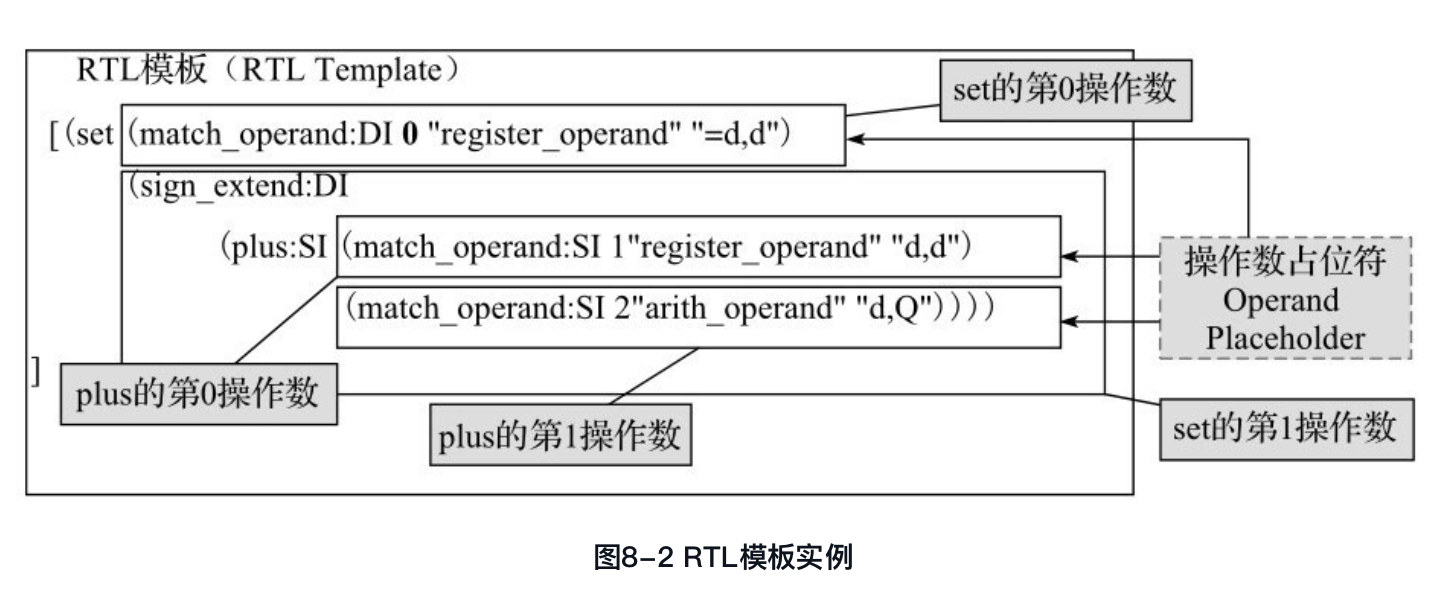 RTL模板（RTL Template）
set的第0操作数
[(set (match_operand:DI 0 "register_operand" "=d,d")
(sign_extend:DI
(plus:SI (match_operand:SI 1"register_operand" "d,d")
(match_operand:SI 2"arith_operand" "d,Q"))))
]
操作数占位符
Operand
Placeholder
plus的第0操作数
plus的第1操作数
set的第1操作数
图8-2 RTL模板实例